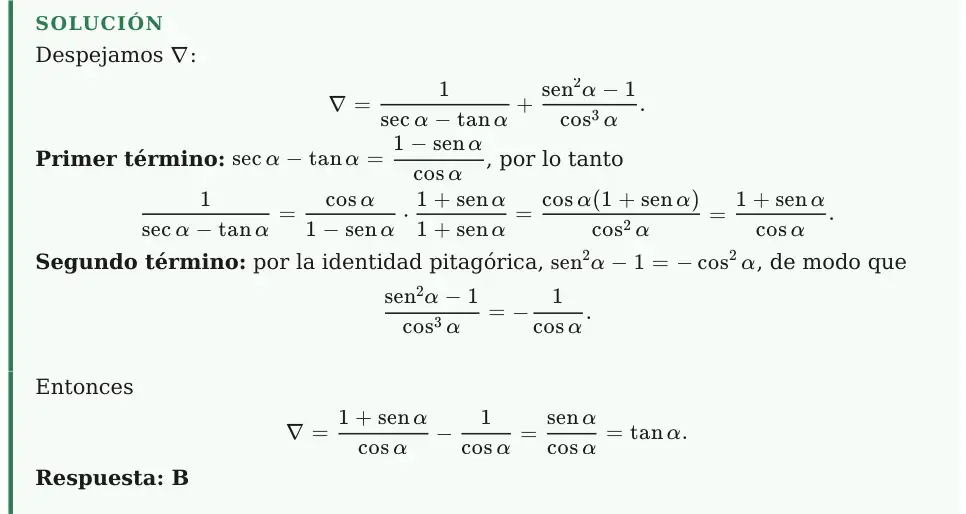 SOLUCIÓN
Despejamos ∇:
∇ = 1/(sec α − tan α) + (sen²α − 1)/(cos³ α).
Primer término: sec α − tan α = (1 − sen α)/(cos α), por lo tanto
1/(sec α − tan α) = (cos α)/(1 − sen α) · (1 + sen α)/(1 + sen α) = (cos α(1 + sen α))/(cos² α) = (1 + sen α)/(cos α).
Segundo término: por la identidad pitagórica, sen²α − 1 = − cos² α, de modo que
(sen²α − 1)/(cos³ α) = − 1/(cos α).
Entonces
∇ = (1 + sen α)/(cos α) − 1/(cos α) = (sen α)/(cos α) = tan α.
Respuesta: B